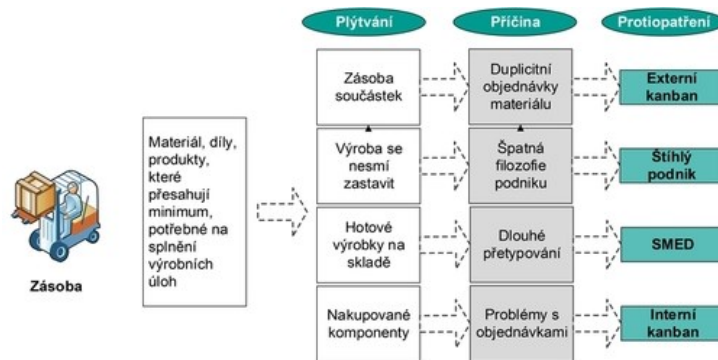 Plýtvání
Příčina
Protiopatření
Zásoba
součástek
Duplicitní
objednávky
materiálu
Externí
kanban
Materiál, díly,
produkty,
které
přesahují
minimum,
potřebné na
splnění
výrobních
úloh
Výroba se
nesmí
zastavit
Špatná
filozofie
podniku
Štíhlý
podnik
Hotové
výrobky na
skladě
Dlouhé
přetypování
SMED
Zásoba
Nakupované
komponenty
Problémy s
objednávkami
Interní
kanban